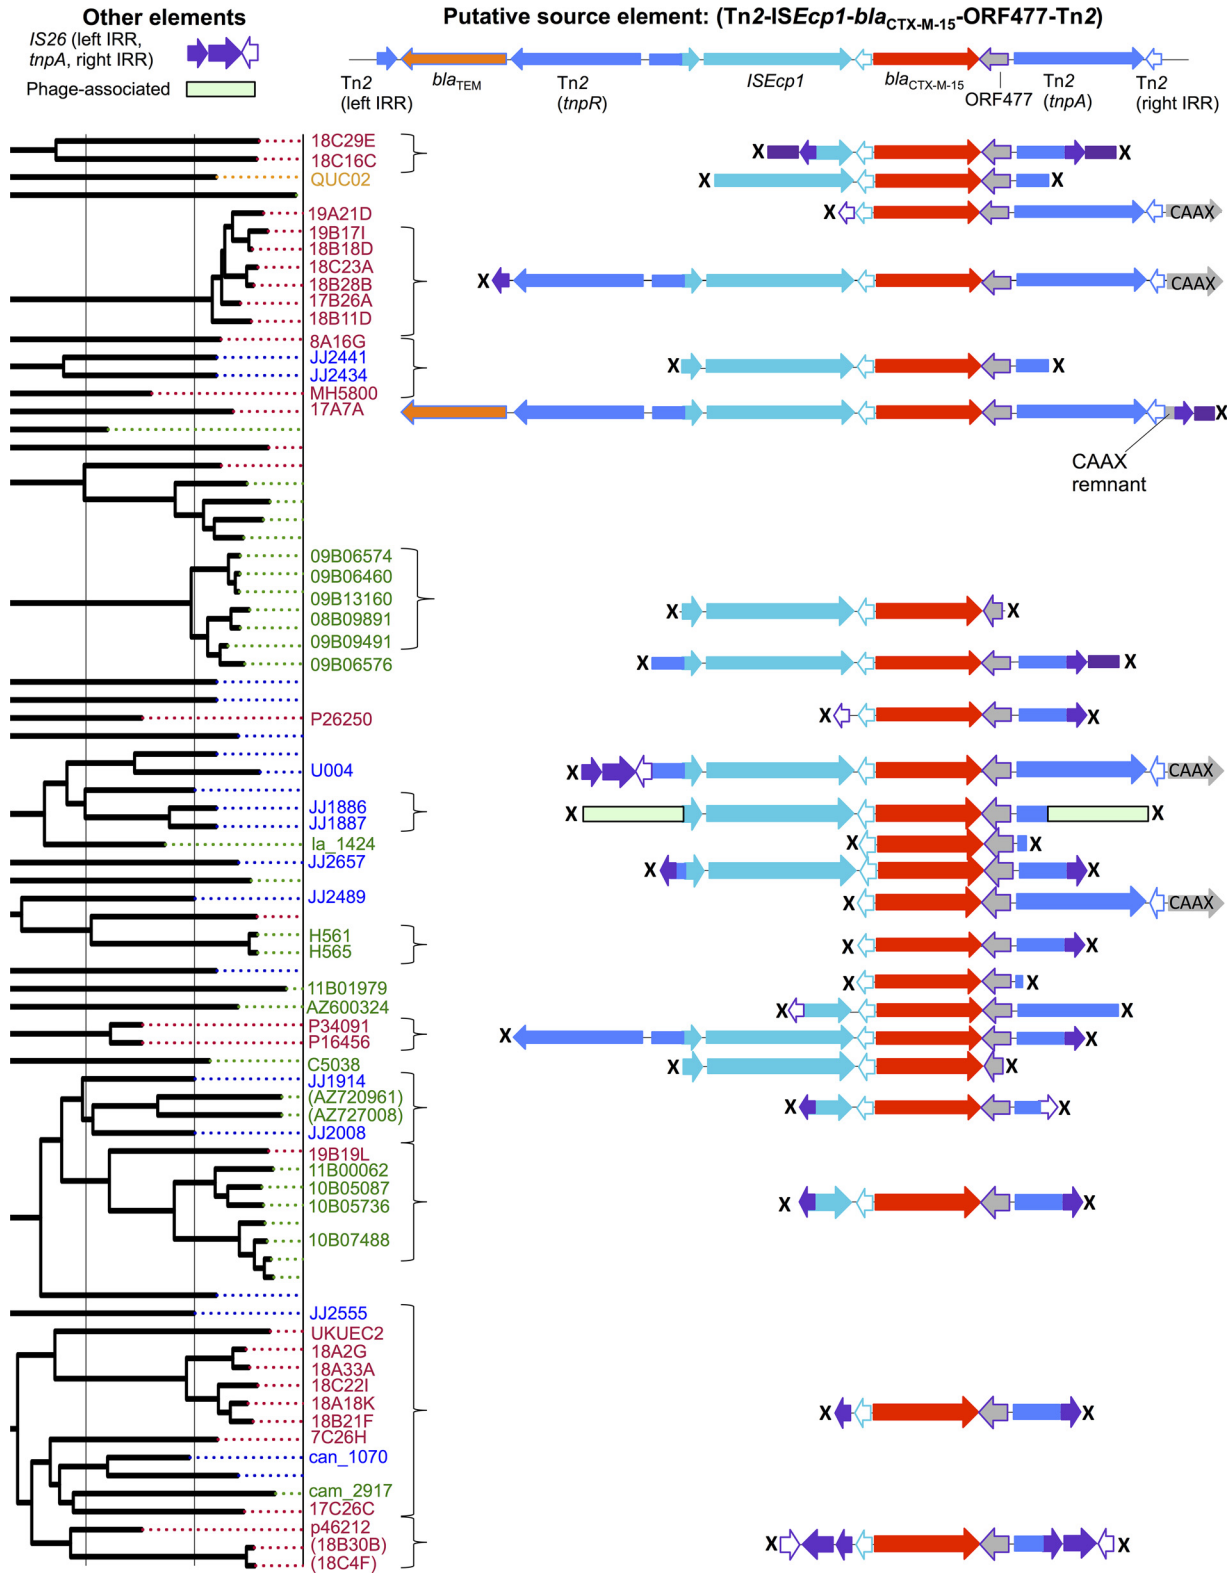 Other elements
IS26 (left IRR,
tnpA, right IRR)
Phage-associated
Putative source element: (Tn2-ISEcp1-blaCTX-M-15-ORF477-Tn2)
Tn2
(left IRR)
blaTEM
Tn2
(tnpR)
ISEcp1
blaCTX-M-15
ORF477
Tn2
(tnpA)
Tn2
(right IRR)
18C29E
X X
18C16C
QUC02
X X
19A21D
X CAAX
19B17I
18B18D
18C23A
X CAAX
18B28B
17B26A
18B11D
8A16G
JJ2441
X X
JJ2434
MH5800
17A7A
X
CAAX
remnant
09B06574
09B06460
09B13160
X X
08B09891
09B09491
09B06576
X X
P26250
X X
U004
X CAAX
JJ1886
X X
JJ1887
la_1424
X X
JJ2657
X X
JJ2489
X CAAX
H561
X X
H565
11B01979
X X
AZ600324
X X
P34091
X X
P16456
C5038
X X
JJ1914
(AZ720961)
X X
(AZ727008)
JJ2008
19B19L
11B00062
10B05087
X X
10B05736
10B07488
JJ2555
UKUEC2
18A2G
18A33A
18C22I
18A18K
X X
18B21F
7C26H
can_1070
cam_2917
17C26C
p46212
X X
(18B30B)
(18C4F)